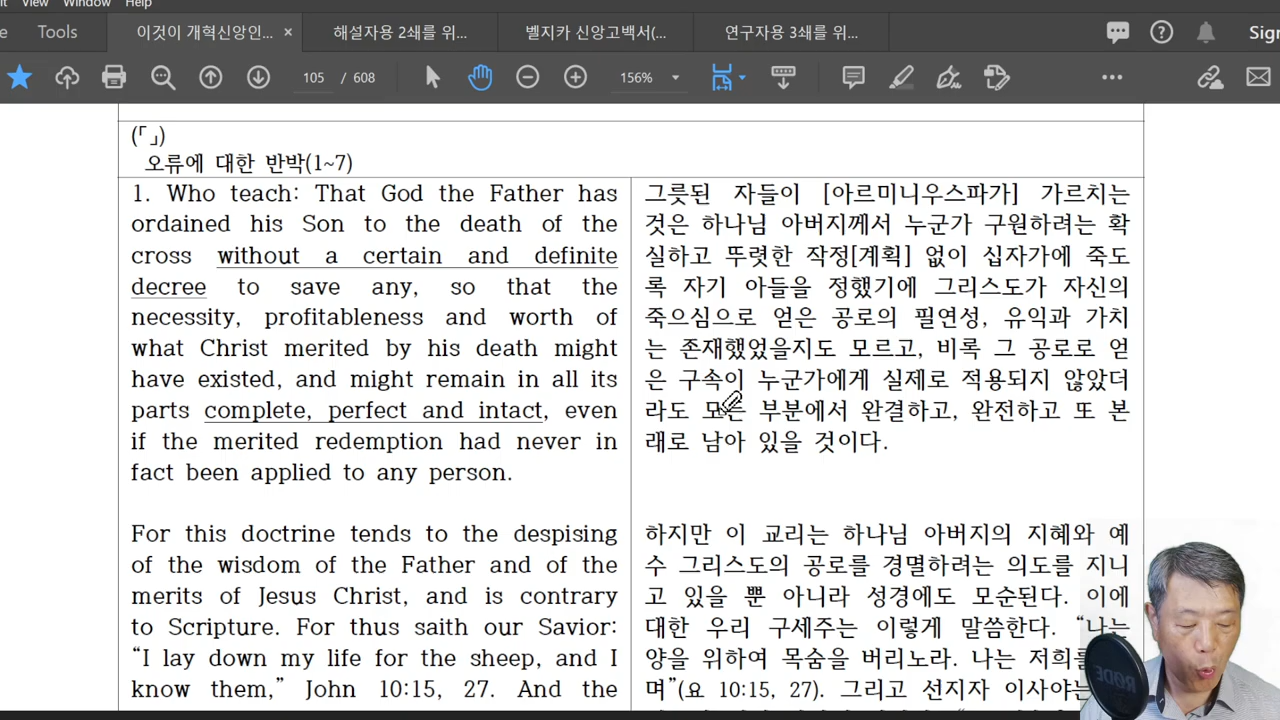 it View Window Help
e Tools 이것이 개혁신앙인... × 해설자용 2쇄를 위... 벨지카 신앙고백서(... 연구자용 3쇄를 위... Sign
105 / 608 156%
(「」)
오류에 대한 반박(1~7)
1. Who teach: That God the Father has
ordained his Son to the death of the
cross without a certain and definite
decree to save any, so that the
necessity, profitableness and worth of
what Christ merited by his death might
have existed, and might remain in all its
parts complete, perfect and intact, even
if the merited redemption had never in
fact been applied to any person.
For this doctrine tends to the despising
of the wisdom of the Father and of the
merits of Jesus Christ, and is contrary
to Scripture. For thus saith our Savior:
“I lay down my life for the sheep, and I
know them,” John 10:15, 27. And the
그릇된 자들이 [아르미니우스파가] 가르치는
것은 하나님 아버지께서 누군가 구원하려는 확
실하고 뚜렷한 작정[계획] 없이 십자가에 죽도
록 자기 아들을 정했기에 그리스도가 자신의
죽으심으로 얻은 공로의 필연성, 유익과 가치
는 존재했었을지도 모르고, 비록 그 공로로 얻
은 구속이 누군가에게 실제로 적용되지 않았더
라도 모든 부분에서 완결하고, 완전하고 또 본
래로 남아 있을 것이다.
하지만 이 교리는 하나님 아버지의 지혜와 예
수 그리스도의 공로를 경멸하려는 의도를 지니
고 있을 뿐 아니라 성경에도 모순된다. 이에
대한 우리 구세주는 이렇게 말씀한다. “나는
양을 위하여 목숨을 버리노라. 나는 저희를
며”(요 10:15, 27). 그리고 선지자 이사야는
RODE